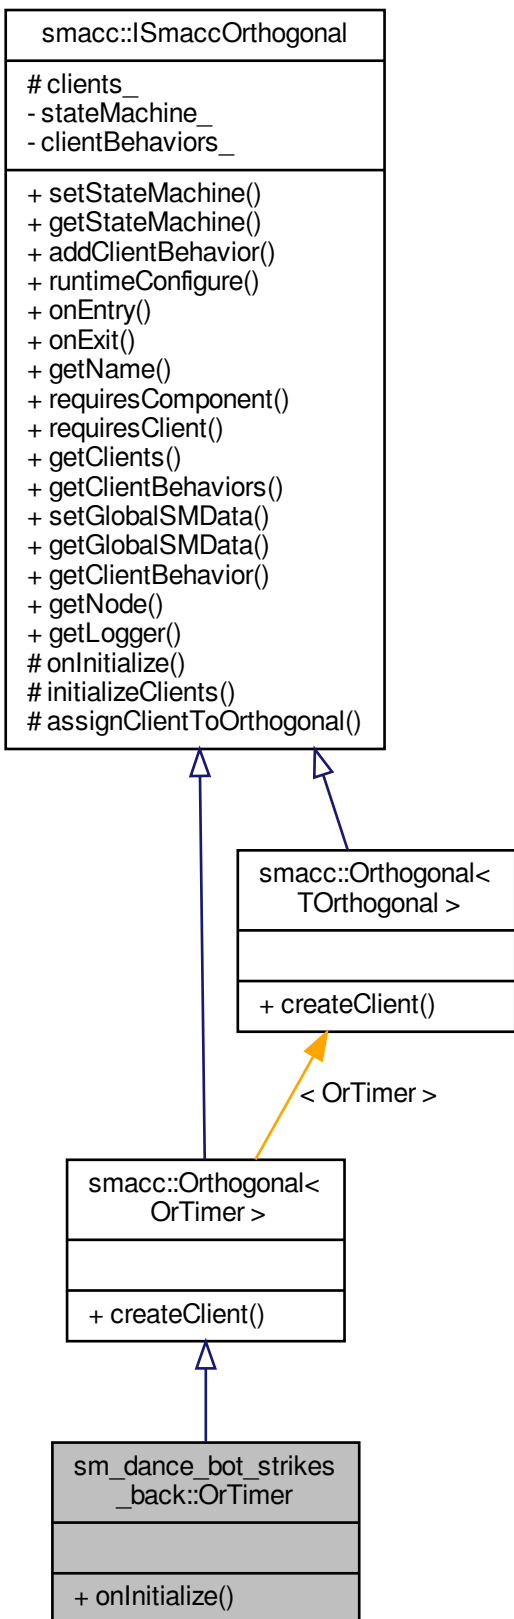 smacc::ISmaccOrthogonal
# clients_
- stateMachine_
- clientBehaviors_
+ setStateMachine()
+ getStateMachine()
+ addClientBehavior()
+ runtimeConfigure()
+ onEntry()
+ onExit()
+ getName()
+ requiresComponent()
+ requiresClient()
+ getClients()
+ getClientBehaviors()
+ setGlobalSMData()
+ getGlobalSMData()
+ getClientBehavior()
+ getNode()
+ getLogger()
# onInitialize()
# initializeClients()
# assignClientToOrthogonal()
smacc::Orthogonal<
TOrthogonal >
+ createClient()
< OrTimer >
smacc::Orthogonal<
OrTimer >
+ createClient()
sm_dance_bot_strikes
_back::OrTimer
+ onInitialize()